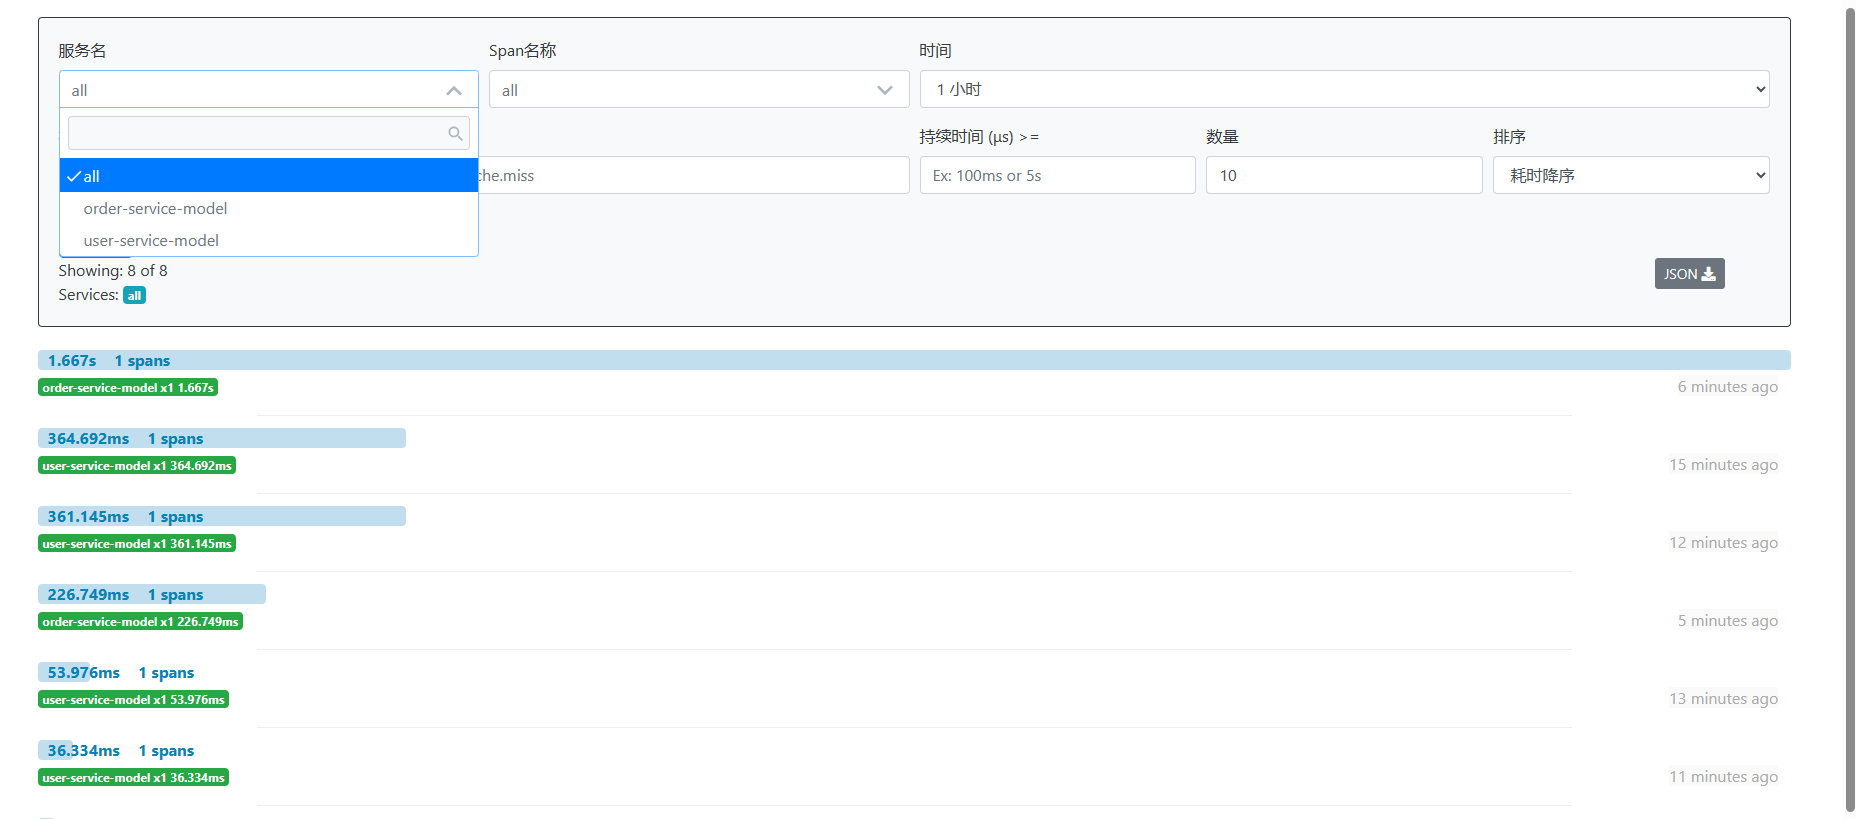 服务名
Span名称
时间
all
all
1 小时
持续时间 (μs) >=
数量
排序
all
che.miss
Ex: 100ms or 5s
10
耗时降序
order-service-model
user-service-model
Showing: 8 of 8
JSON
Services: all
1.667s 1 spans
order-service-model x1 1.667s
6 minutes ago
364.692ms 1 spans
user-service-model x1 364.692ms
15 minutes ago
361.145ms 1 spans
user-service-model x1 361.145ms
12 minutes ago
226.749ms 1 spans
order-service-model x1 226.749ms
5 minutes ago
53.976ms 1 spans
user-service-model x1 53.976ms
13 minutes ago
36.334ms 1 spans
user-service-model x1 36.334ms
11 minutes ago